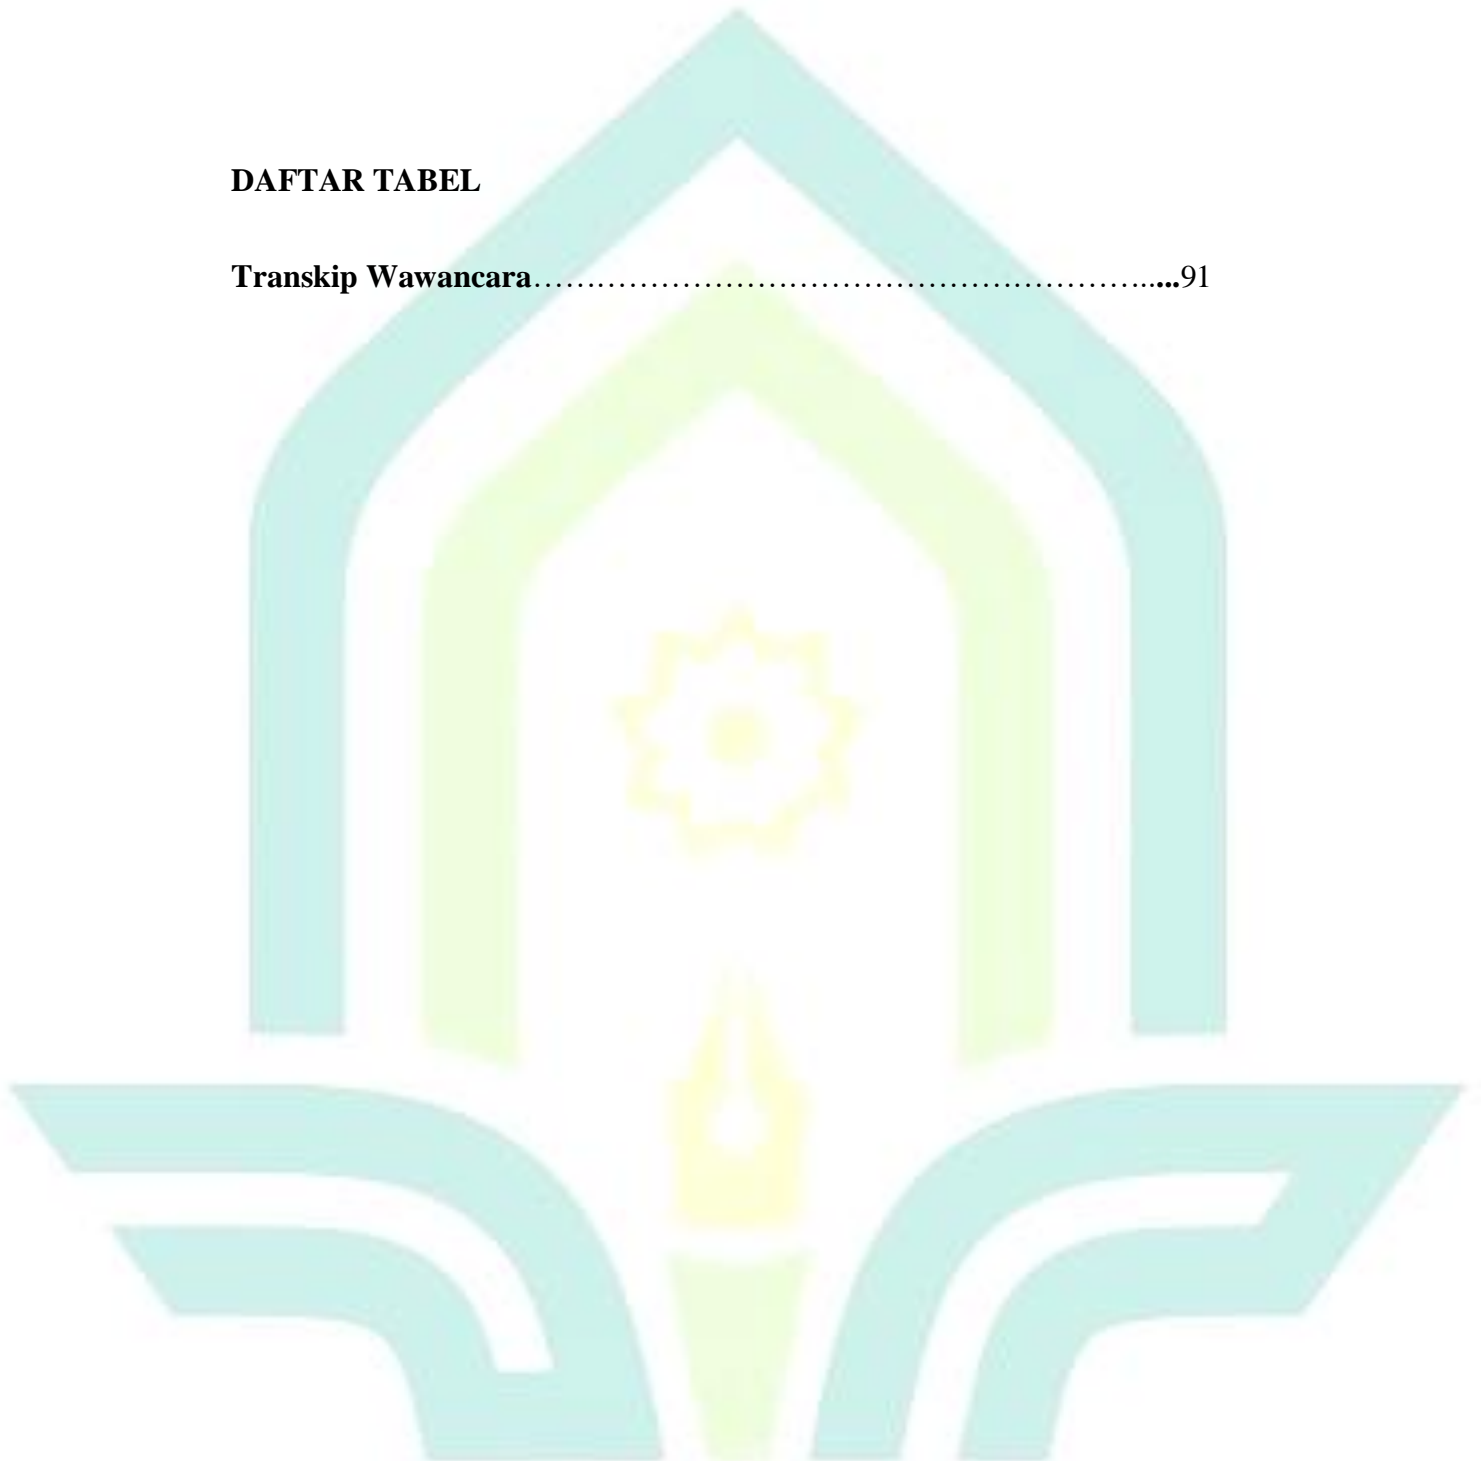 DAFTAR TABEL
Transkip Wawancara…………………………………………………………......91